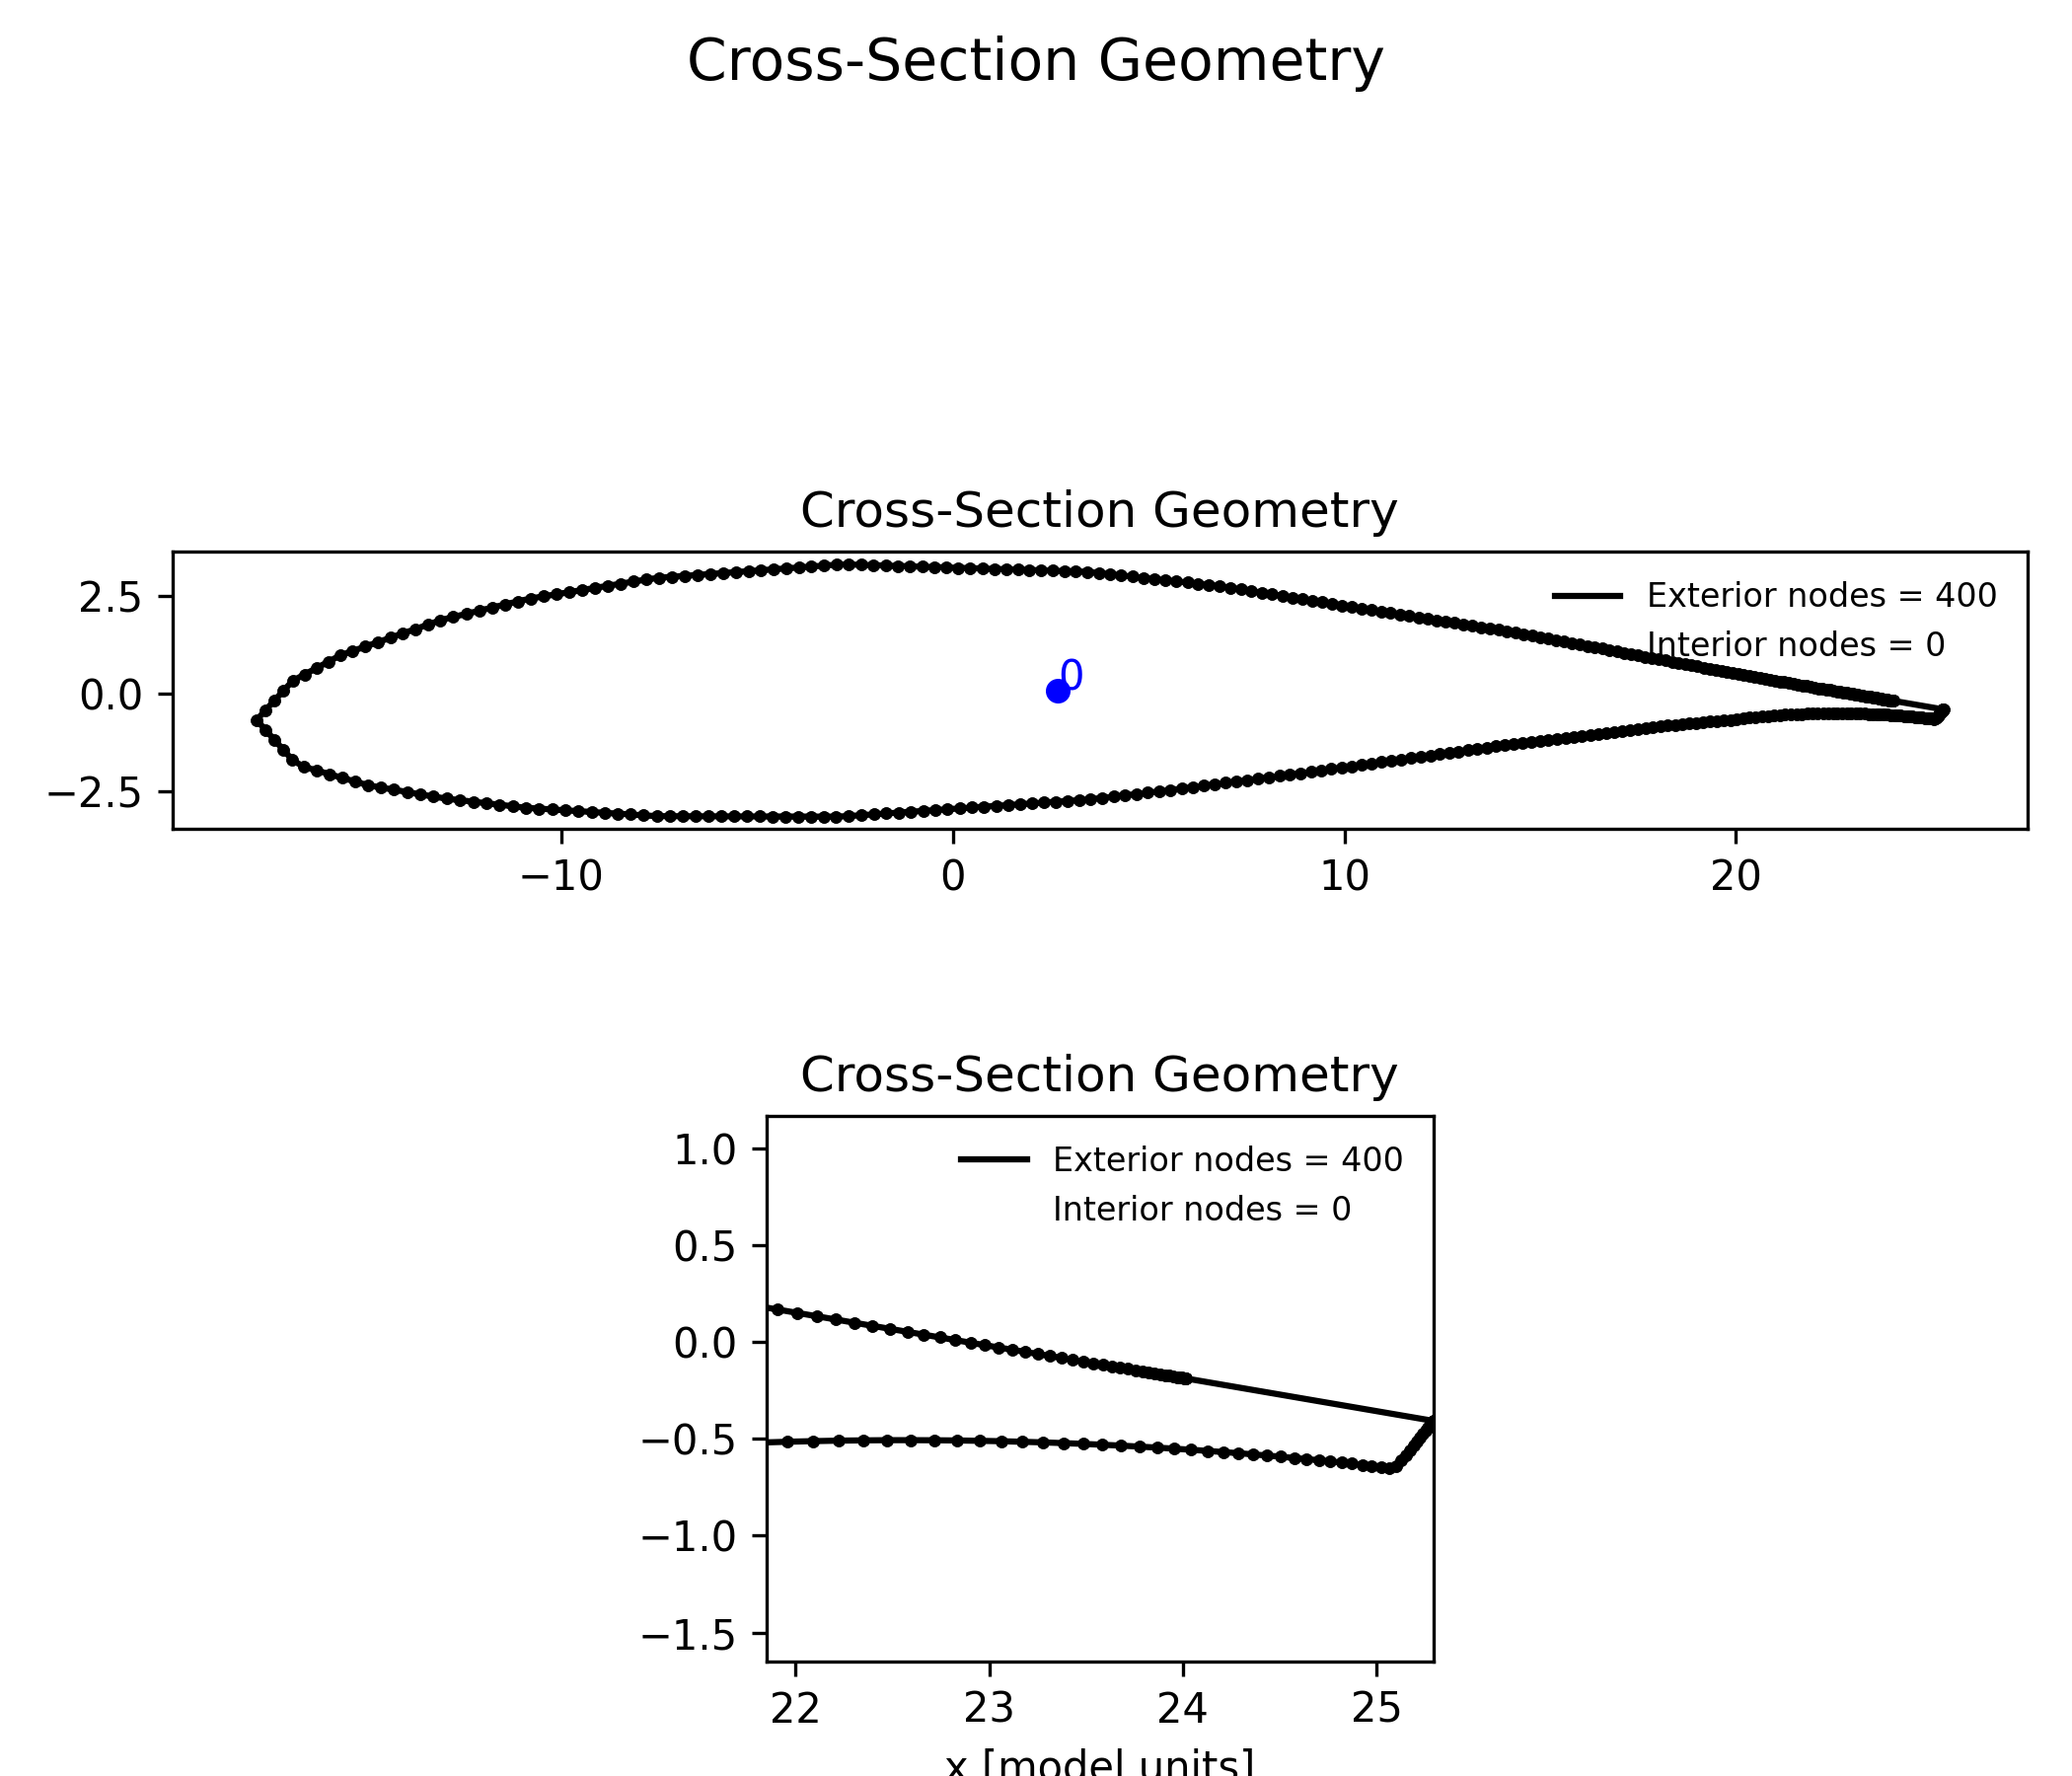 Cross-Section Geometry
Cross-Section Geometry
2.5
0.0
−2.5
Exterior nodes = 400
Interior nodes = 0
0
−10
0
10
20
Cross-Section Geometry
1.0
0.5
0.0
−0.5
−1.0
−1.5
Exterior nodes = 400
Interior nodes = 0
22
23
24
25
x [model units]